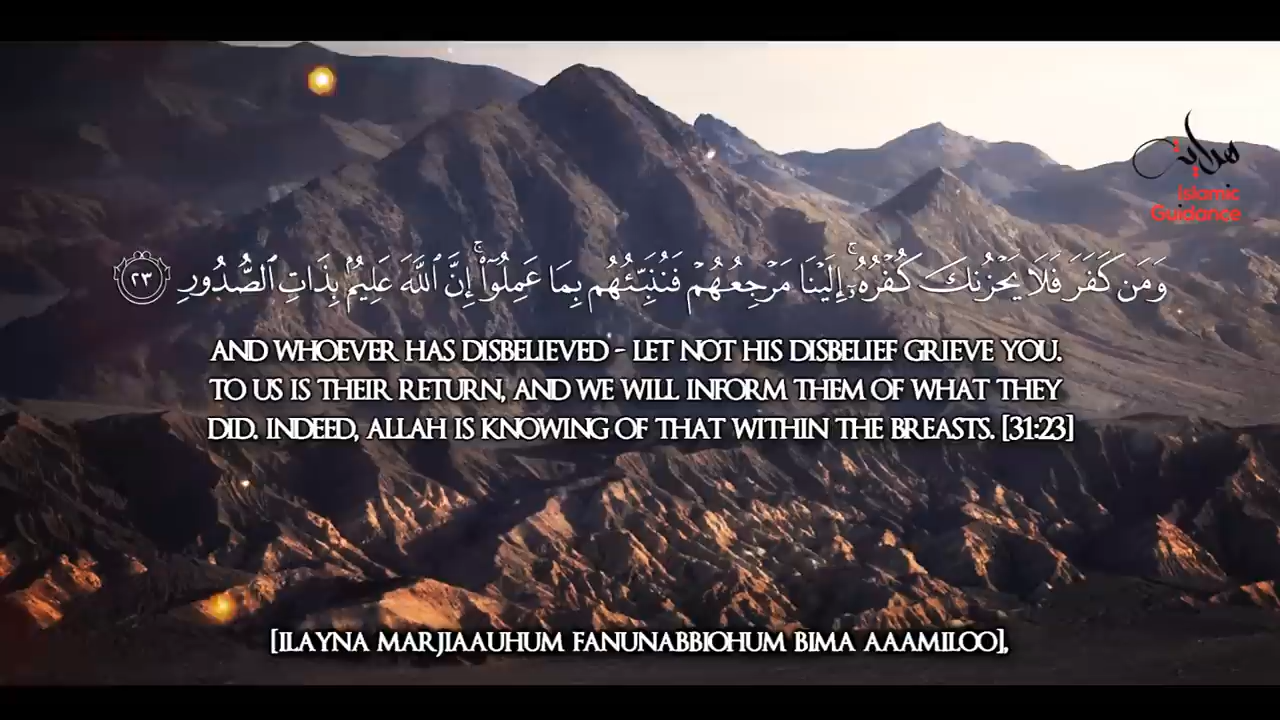 هداية
Islamic
Guidance
وَمَن كَفَرَ فَلَا يَحْزُنكَ كُفْرُهُۥٓ ۚ إِلَيْنَا مَرْجِعُهُمْ فَنُنَبِّئُهُم بِمَا عَمِلُوٓا۟ ۚ إِنَّ ٱللَّهَ عَلِيمٌۢ بِذَاتِ ٱلصُّدُورِ ٢٣
AND WHOEVER HAS DISBELIEVED - LET NOT HIS DISBELIEF GRIEVE YOU.
TO US IS THEIR RETURN, AND WE WILL INFORM THEM OF WHAT THEY
DID. INDEED, ALLAH IS KNOWING OF THAT WITHIN THE BREASTS. [31:23]
[ILAYNA MARJIAAUHUM FANUNABBIOHUM BIMA AAAMILOO],